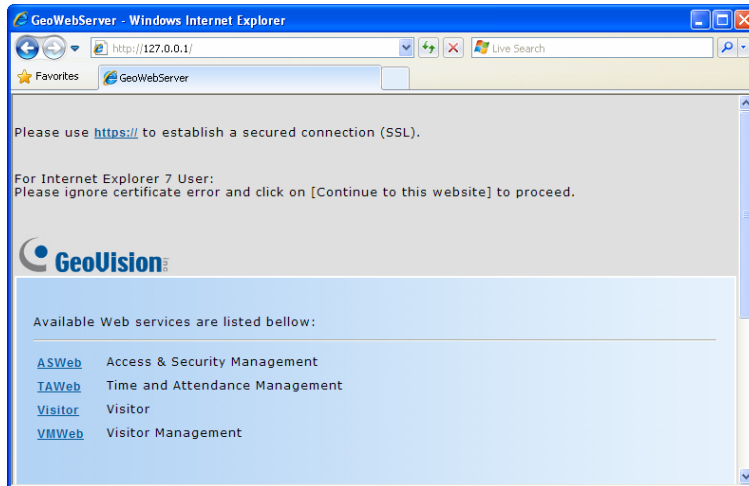 GeoWebServer - Windows Internet Explorer
http://127.0.0.1/
Live Search
Favorites
GeoWebServer
Please use https:// to establish a secured connection (SSL).
For Internet Explorer 7 User:
Please ignore certificate error and click on [Continue to this website] to proceed.
GeoVision
Available Web services are listed bellow:
ASWeb Access & Security Management
TAWeb Time and Attendance Management
Visitor Visitor
VMWeb Visitor Management